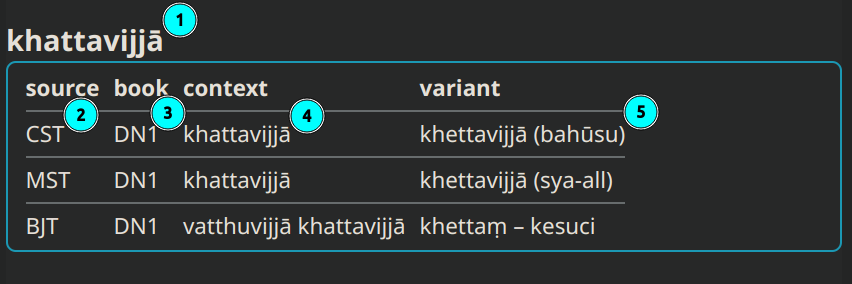 khattavijjā 1
source book context variant
2 3 4 5
CST DN1 khattavijjā khettavijjā (bahūsu)
MST DN1 khattavijjā khettavijjā (sya-all)
BJT DN1 vatthuvijjā khattavijjā khettaṃ – kesuci